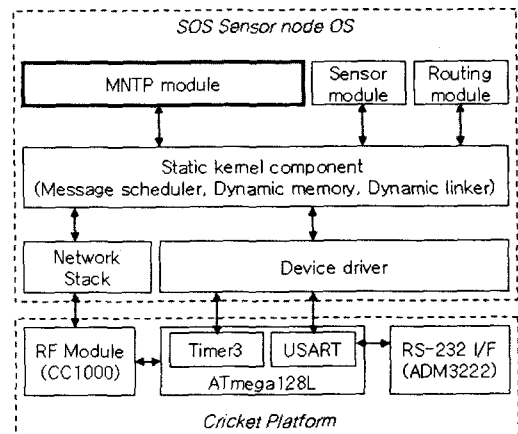 SOS Sensor node OS
MNTP module
Sensor
module
Routing
module
Static kernel component
(Message scheduler, Dynamic memory, Dynamic linker)
Network
Stack
Device driver
RF Module
(CC1000)
Timer3
USART
ATmega128L
RS-232 I/F
(ADM3222)
Cricket Platform